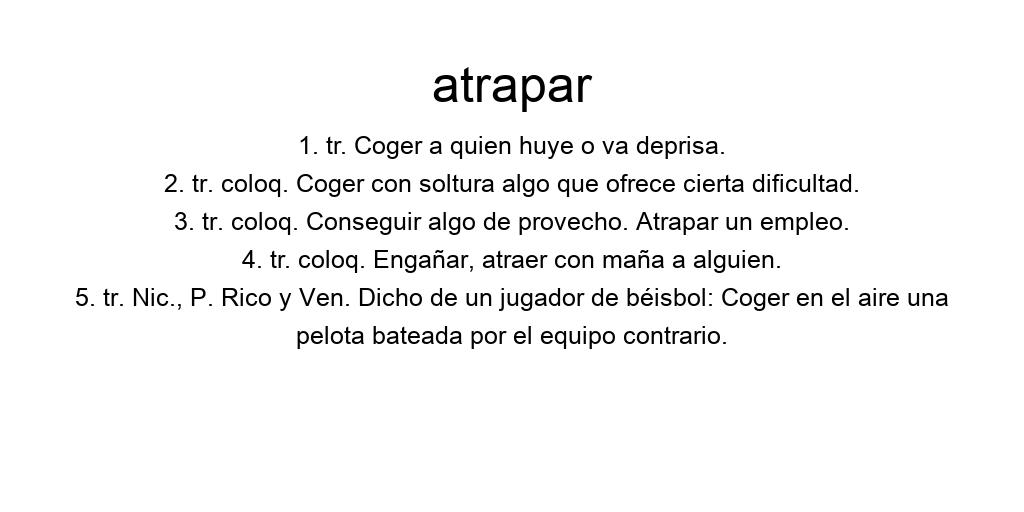 atrapar
1. tr. Coger a quien huye o va deprisa.
2. tr. coloq. Coger con soltura algo que ofrece cierta dificultad.
3. tr. coloq. Conseguir algo de provecho. Atrapar un empleo.
4. tr. coloq. Engañar, atraer con maña a alguien.
5. tr. Nic., P. Rico y Ven. Dicho de un jugador de béisbol: Coger en el aire una
pelota bateada por el equipo contrario.